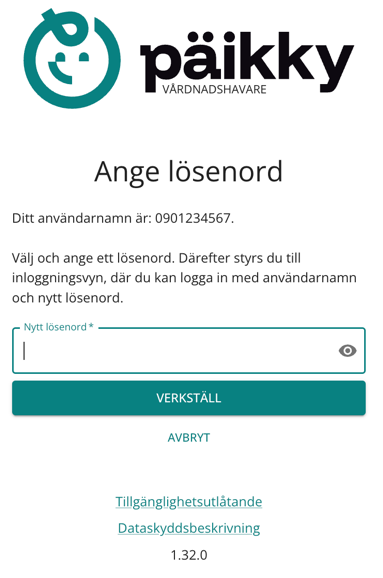 päikky
VÅRDNADSHAVARE
Ange lösenord
Ditt användarnamn är: 0901234567.
Välj och ange ett lösenord. Därefter styrs du till
inloggningsvyn, där du kan logga in med användarnamn
och nytt lösenord.
Nytt lösenord *
VERKSTÄLL
AVBRYT
Tillgänglighetsutlåtande
Dataskyddsbeskrivning
1.32.0